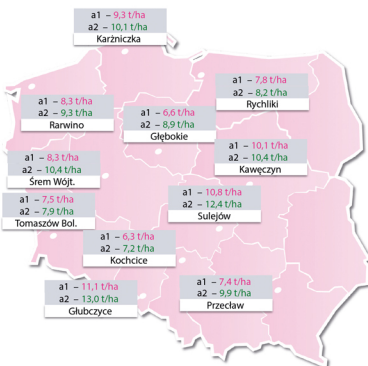 a1 – 9,3 t/ha
a2 – 10,1 t/ha
Karżniczka
a1 – 7,8 t/ha
a2 – 8,2 t/ha
Rychliki
a1 – 8,3 t/ha
a2 – 9,3 t/ha
Rarwino
a1 – 6,6 t/ha
a2 – 8,9 t/ha
Głębokie
a1 – 10,1 t/ha
a2 – 10,4 t/ha
Kawęczyn
a1 – 8,3 t/ha
a2 – 10,4 t/ha
Śrem Wójt.
a1 – 10,8 t/ha
a2 – 12,4 t/ha
Sulejów
a1 – 7,5 t/ha
a2 – 7,9 t/ha
Tomaszów Bol.
a1 – 6,3 t/ha
a2 – 7,2 t/ha
Kochcice
a1 – 11,1 t/ha
a2 – 13,0 t/ha
Głubczyce
a1 – 7,4 t/ha
a2 – 9,9 t/ha
Przecław